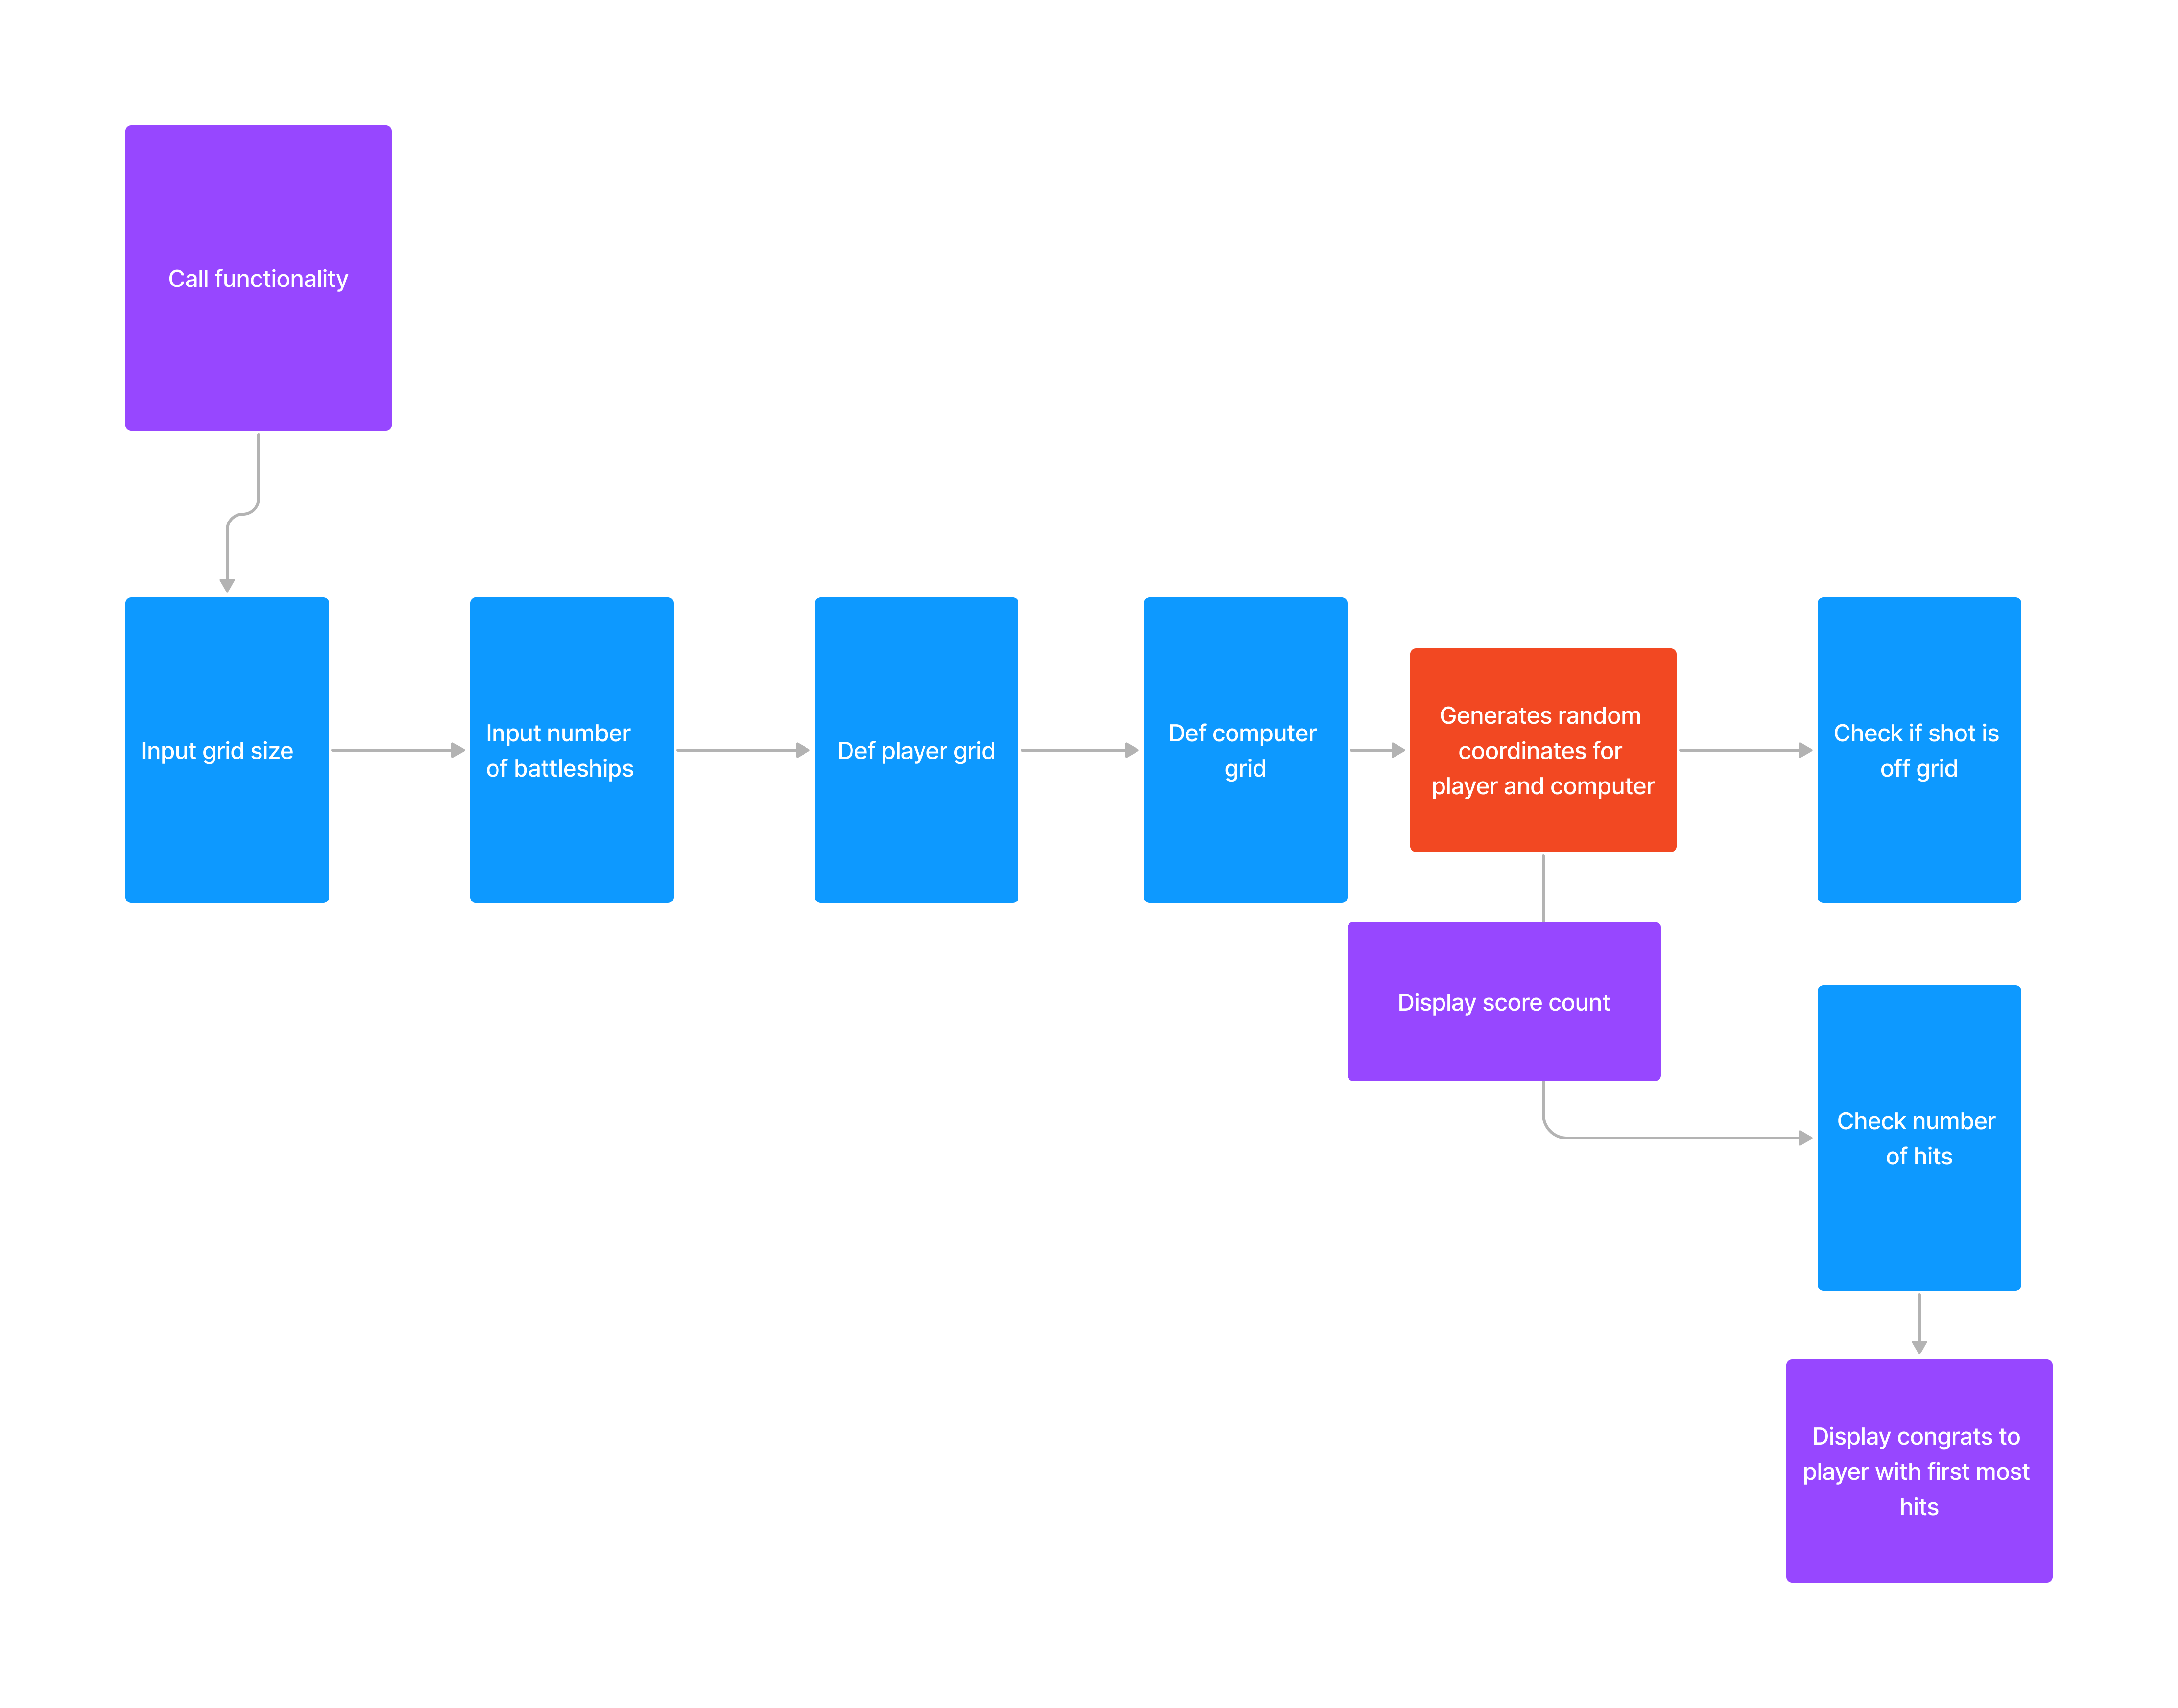 Call functionality
Input grid size
Input number
of battleships
Def player grid
Def computer
grid
Generates random
coordinates for
player and computer
Check if shot is
off grid
Display score count
Check number
of hits
Display congrats to
player with first most
hits